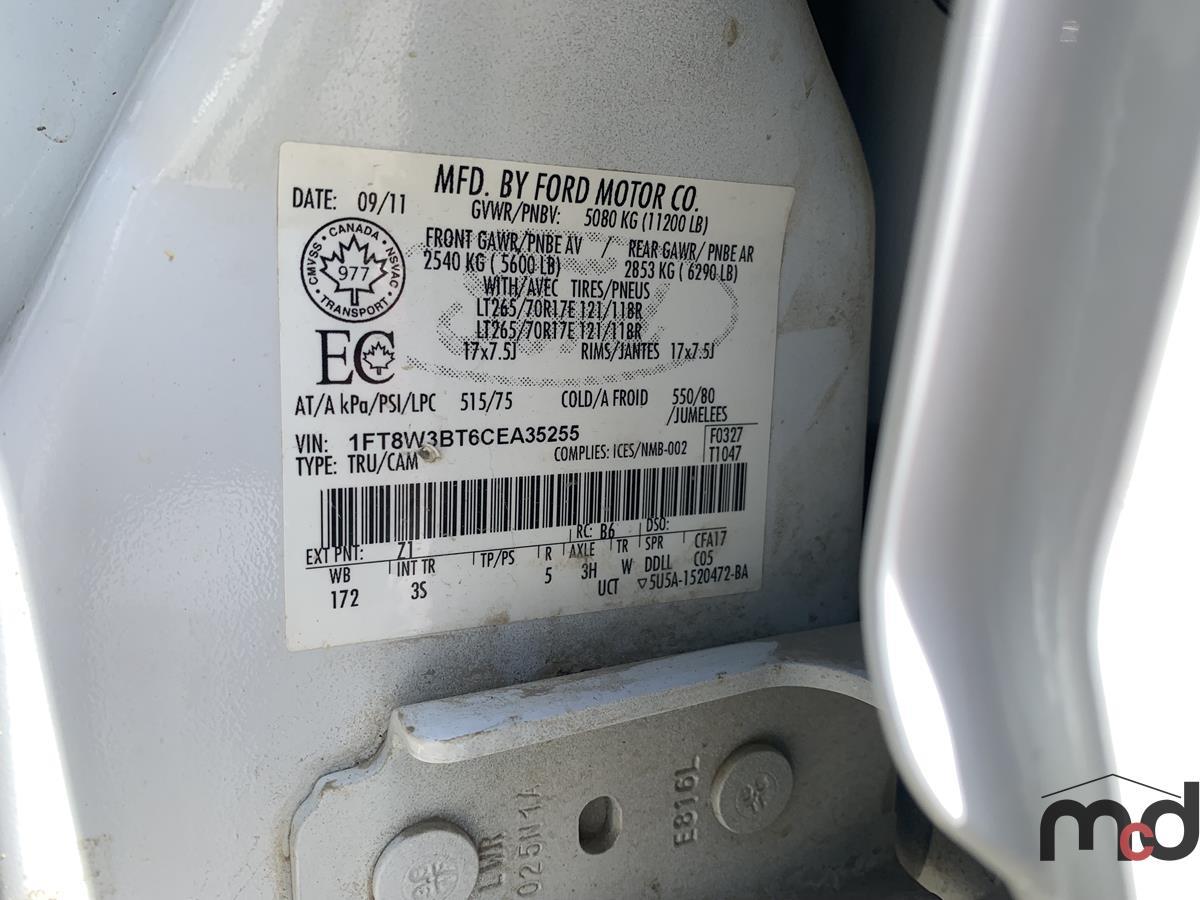 MFD. BY FORD MOTOR CO.
DATE: 09/11
GVWR/PNBV: 5080 KG (11200 LB)
FRONT GAWR/PNBE AV / REAR GAWR/ PNBE AR
2540 KG ( 5600 LB) 2853 KG ( 6290 LB)
WITH/AVEC TIRES/PNEUS
LT265/70R17E 121/118R
LT265/70R17E 121/118R
17x7.5J RIMS/JANTES 17x7.5J
CMVSS • CANADA • NSVAC • TRANSPORT •
977
EC
AT/A kPa/PSI/LPC 515/75 COLD/A FROID 550/80
/JUMELEES
VIN: 1FT8W3BT6CEA35255
TYPE: TRU/CAM COMPLIES: ICES/NMB-002
F0327
T1047
EXT PNT: Z1 RC: B6 DSO:
WB INT TR TP/PS R AXLE TR SPR CFA17
172 3S 5 3H W DDLL C05
UCT ▽5U5A-1520472-BA
E816L
LWR
025N1A
mcd